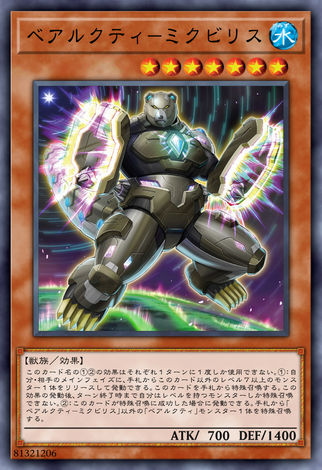 ベアルクティ－ミクビリス
水
【獣族／効果】
このカード名の①②の効果はそれぞれ１ターンに１度しか使用できない。①：自
分・相手のメインフェイズに、手札からこのカード以外のレベル７以上のモンス
ター１体をリリースして発動できる。このカードを手札から特殊召喚する。この
効果の発動後、ターン終了時まで自分はレベルを持つモンスターしか特殊召喚
できない。②：このカードが特殊召喚に成功した場合に発動できる。手札から「
ベアルクティ－ミクビリス」以外の「ベアルクティ」モンスター１体を特殊召喚す
る。
ATK/ 700 DEF/1400
81321206